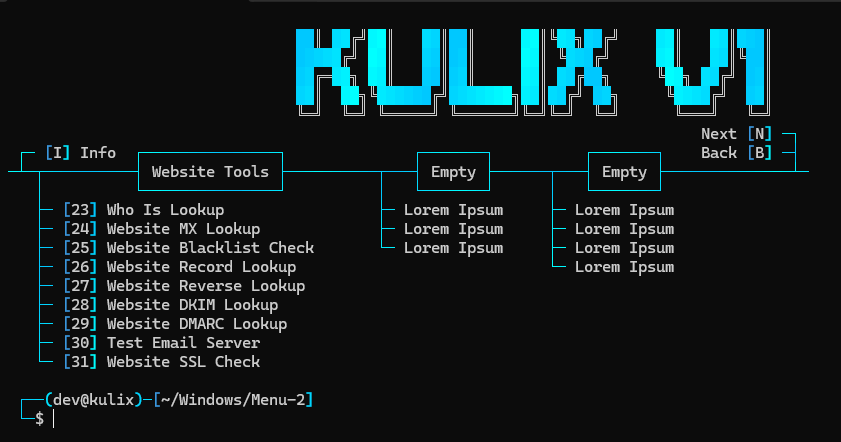 KULIX V1
Next [N]
[I] Info
Back [B]
Website Tools
Empty
Empty
[23] Who Is Lookup
Lorem Ipsum
Lorem Ipsum
[24] Website MX Lookup
Lorem Ipsum
Lorem Ipsum
[25] Website Blacklist Check
Lorem Ipsum
Lorem Ipsum
[26] Website Record Lookup
Lorem Ipsum
[27] Website Reverse Lookup
[28] Website DKIM Lookup
[29] Website DMARC Lookup
[30] Test Email Server
[31] Website SSL Check
(dev@kulix)-[~/Windows/Menu-2]
$